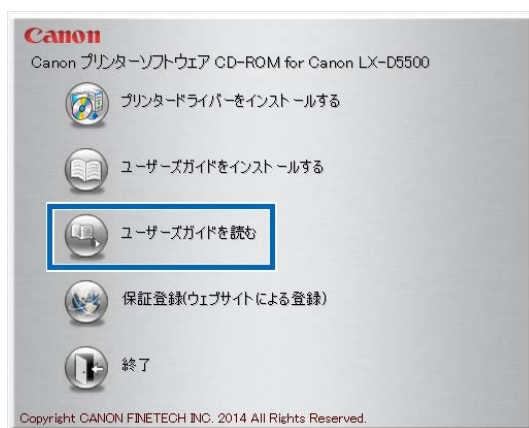 Canon
Canon プリンターソフトウェア CD-ROM for Canon LX-D5500
プリンタードライバーをインストールする
ユーザーズガイドをインストールする
ユーザーズガイドを読む
保証登録(ウェブサイトによる登録)
終了
Copyright CANON FINETECH INC. 2014 All Rights Reserved.